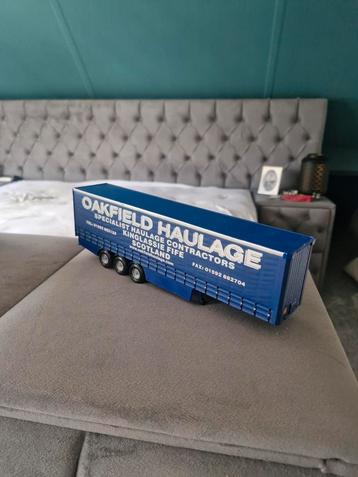 OAKFIELD HAULAGE
SPECIALIST HAULAGE CONTRACTORS
KINGLASSIE FIFE
SCOTLAND
FAX: 01592 882704